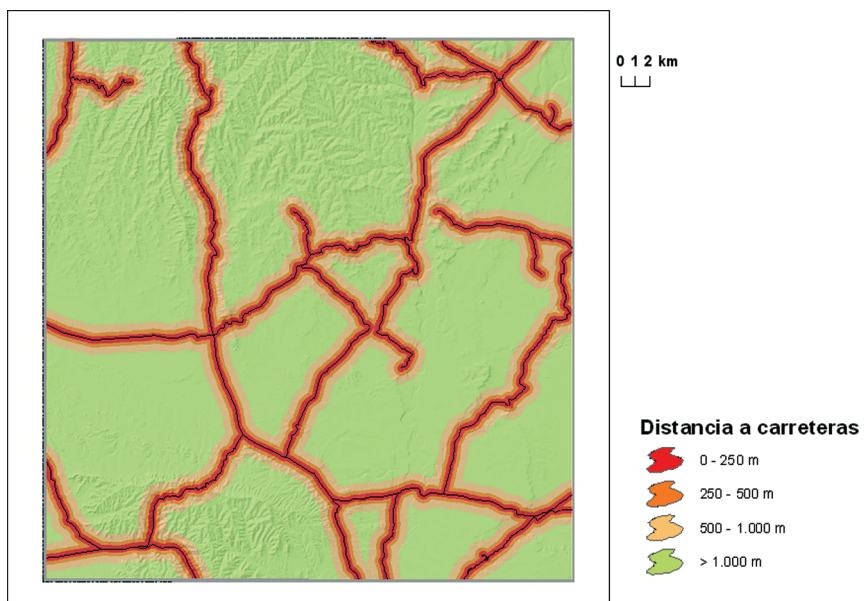 0 1 2 km
Distancia a carreteras
0 - 250 m
250 - 500 m
500 - 1.000 m
> 1.000 m